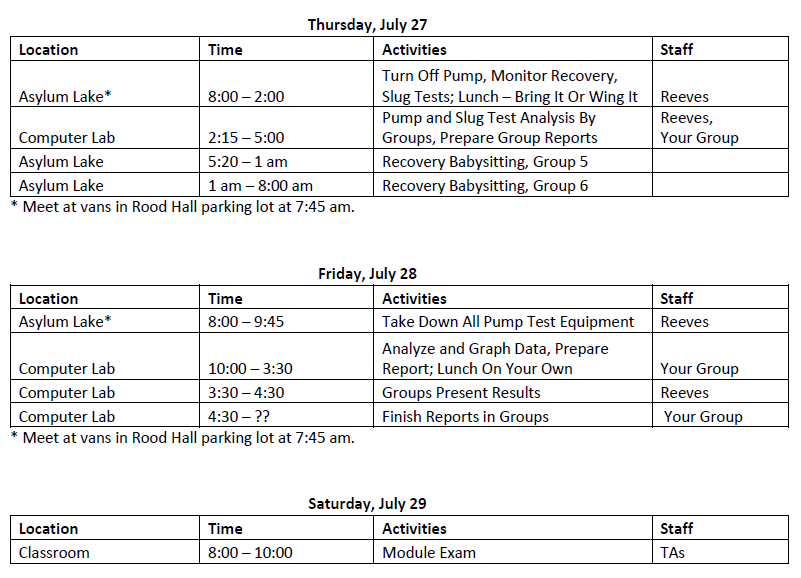 Thursday, July 27
Location Time Activities Staff
Asylum Lake* 8:00 – 2:00 Turn Off Pump, Monitor Recovery,
Slug Tests; Lunch – Bring It Or Wing It Reeves
Computer Lab 2:15 – 5:00 Pump and Slug Test Analysis By
Groups, Prepare Group Reports Reeves,
Your Group
Asylum Lake 5:20 – 1 am Recovery Babysitting, Group 5
Asylum Lake 1 am – 8:00 am Recovery Babysitting, Group 6
* Meet at vans in Rood Hall parking lot at 7:45 am.
Friday, July 28
Location Time Activities Staff
Asylum Lake* 8:00 – 9:45 Take Down All Pump Test Equipment Reeves
Computer Lab 10:00 – 3:30 Analyze and Graph Data, Prepare
Report; Lunch On Your Own Your Group
Computer Lab 3:30 – 4:30 Groups Present Results Reeves
Computer Lab 4:30 – ?? Finish Reports in Groups Your Group
* Meet at vans in Rood Hall parking lot at 7:45 am.
Saturday, July 29
Location Time Activities Staff
Classroom 8:00 – 10:00 Module Exam TAs